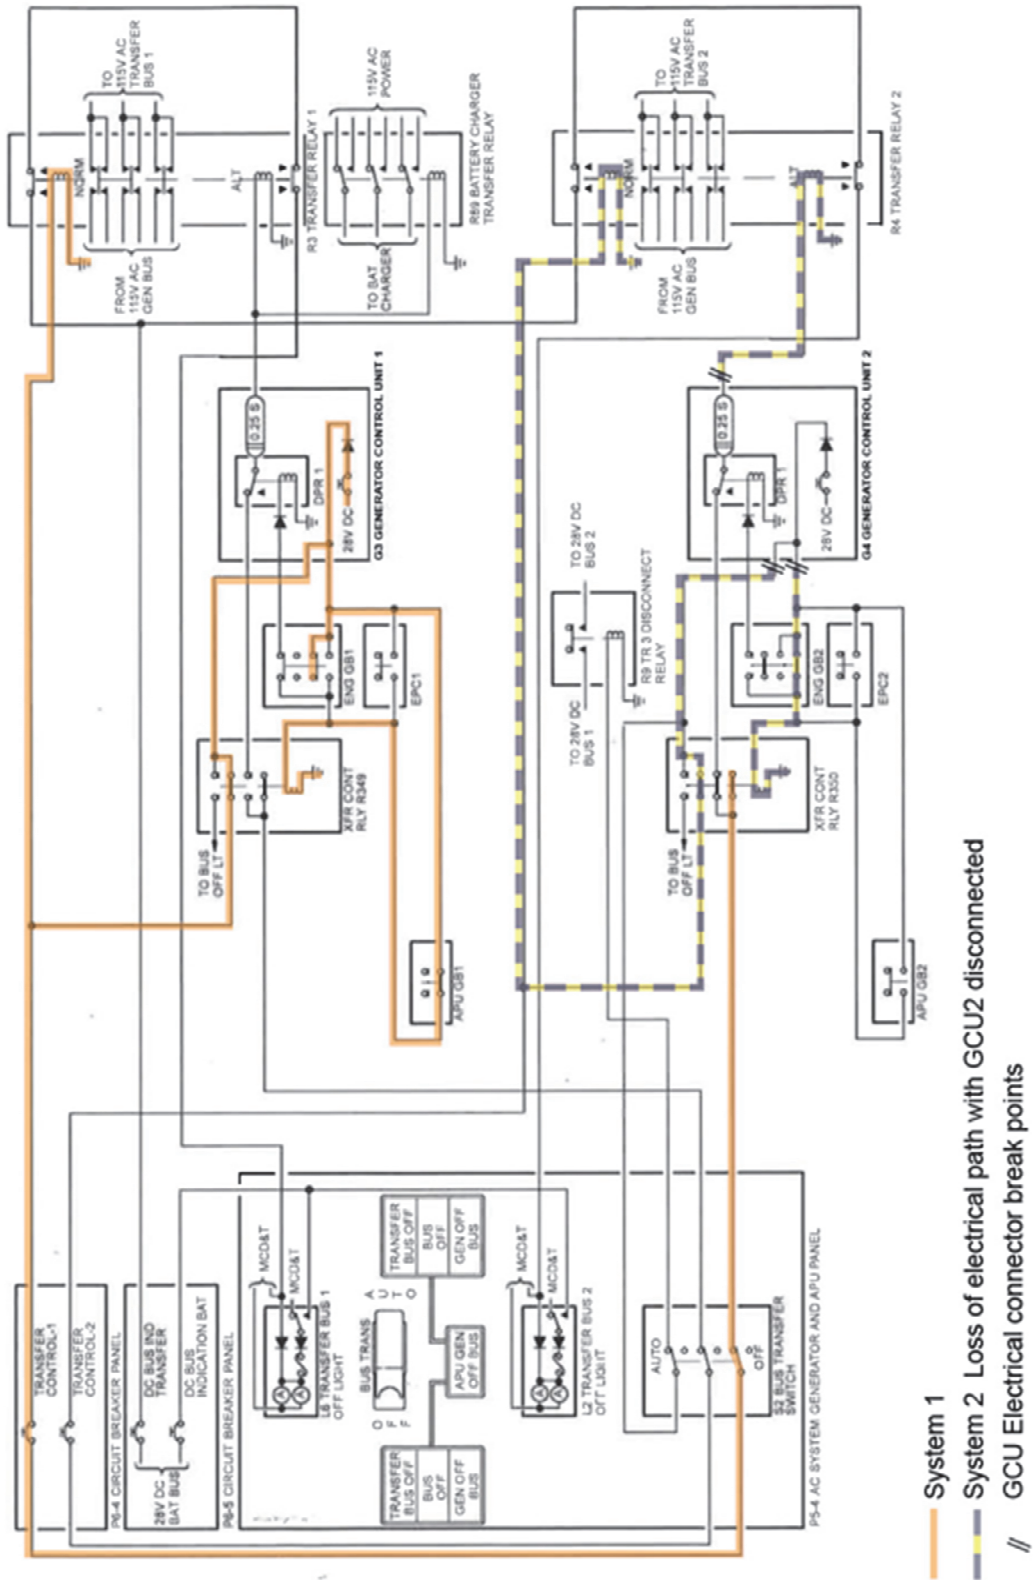 TRANSFER
CONTROL-1
TRANSFER
CONTROL-2
P6-4 CIRCUIT BREAKER PANEL
DC BUS IND
TRANSFER
DC BUS
INDICATION BAT
28V DC
BAT BUS
P6-5 CIRCUIT BREAKER PANEL
MCD&T
MCD&T
L6 TRANSFER BUS 1
OFF LIGHT
BUS TRANS
AUTO
OFF
TRANSFER
BUS OFF
BUS
OFF
GEN OFF
BUS
APU GEN
OFF BUS
TRANSFER
BUS OFF
BUS
OFF
GEN OFF
BUS
MCD&T
MCD&T
L2 TRANSFER BUS 2
OFF LIGHT
AUTO
OFF
S2 BUS TRANSFER
SWITCH
P5-4 AC SYSTEM GENERATOR AND APU PANEL
TO BUS
OFF LT
XFR CONT
RLY R349
APU GB1
ENG GB1
EPC1
0.25 S
DPR 1
28V DC
G3 GENERATOR CONTROL UNIT 1
NORM
TO
115V AC
TRANSFER
BUS 1
FROM
115V AC
GEN BUS
ALT
R3 TRANSFER RELAY 1
115V AC
POWER
TO BAT
CHARGER
R89 BATTERY CHARGER
TRANSFER RELAY
TO 28V DC
BUS 1
TO 28V DC
BUS 2
R9 TR 3 DISCONNECT
RELAY
TO BUS
OFF LT
XFR CONT
RLY R350
APU GB2
ENG GB2
EPC2
0.25 S
DPR 1
28V DC
G4 GENERATOR CONTROL UNIT 2
NORM
TO
115V AC
TRANSFER
BUS 2
FROM
115V AC
GEN BUS
ALT
R4 TRANSFER RELAY 2
System 1
System 2 Loss of electrical path with GCU2 disconnected
// GCU Electrical connector break points